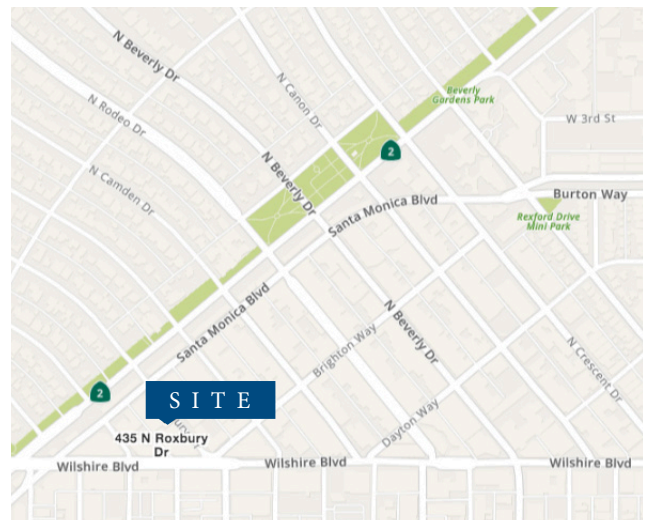 N Beverly Dr
N Canon Dr
Beverly
Gardens Park
N Rodeo Dr
W 3rd St
2
N Beverly Dr
N Camden Dr
Burton Way
Santa Monica Blvd
Rexford Drive
Mini Park
Santa Monica Blvd
N Beverly Dr
Brighton Way
N Crescent Dr
2
SITE
Dayton Way
435 N Roxbury
Dr
Wilshire Blvd
Wilshire Blvd
Wilshire Blvd